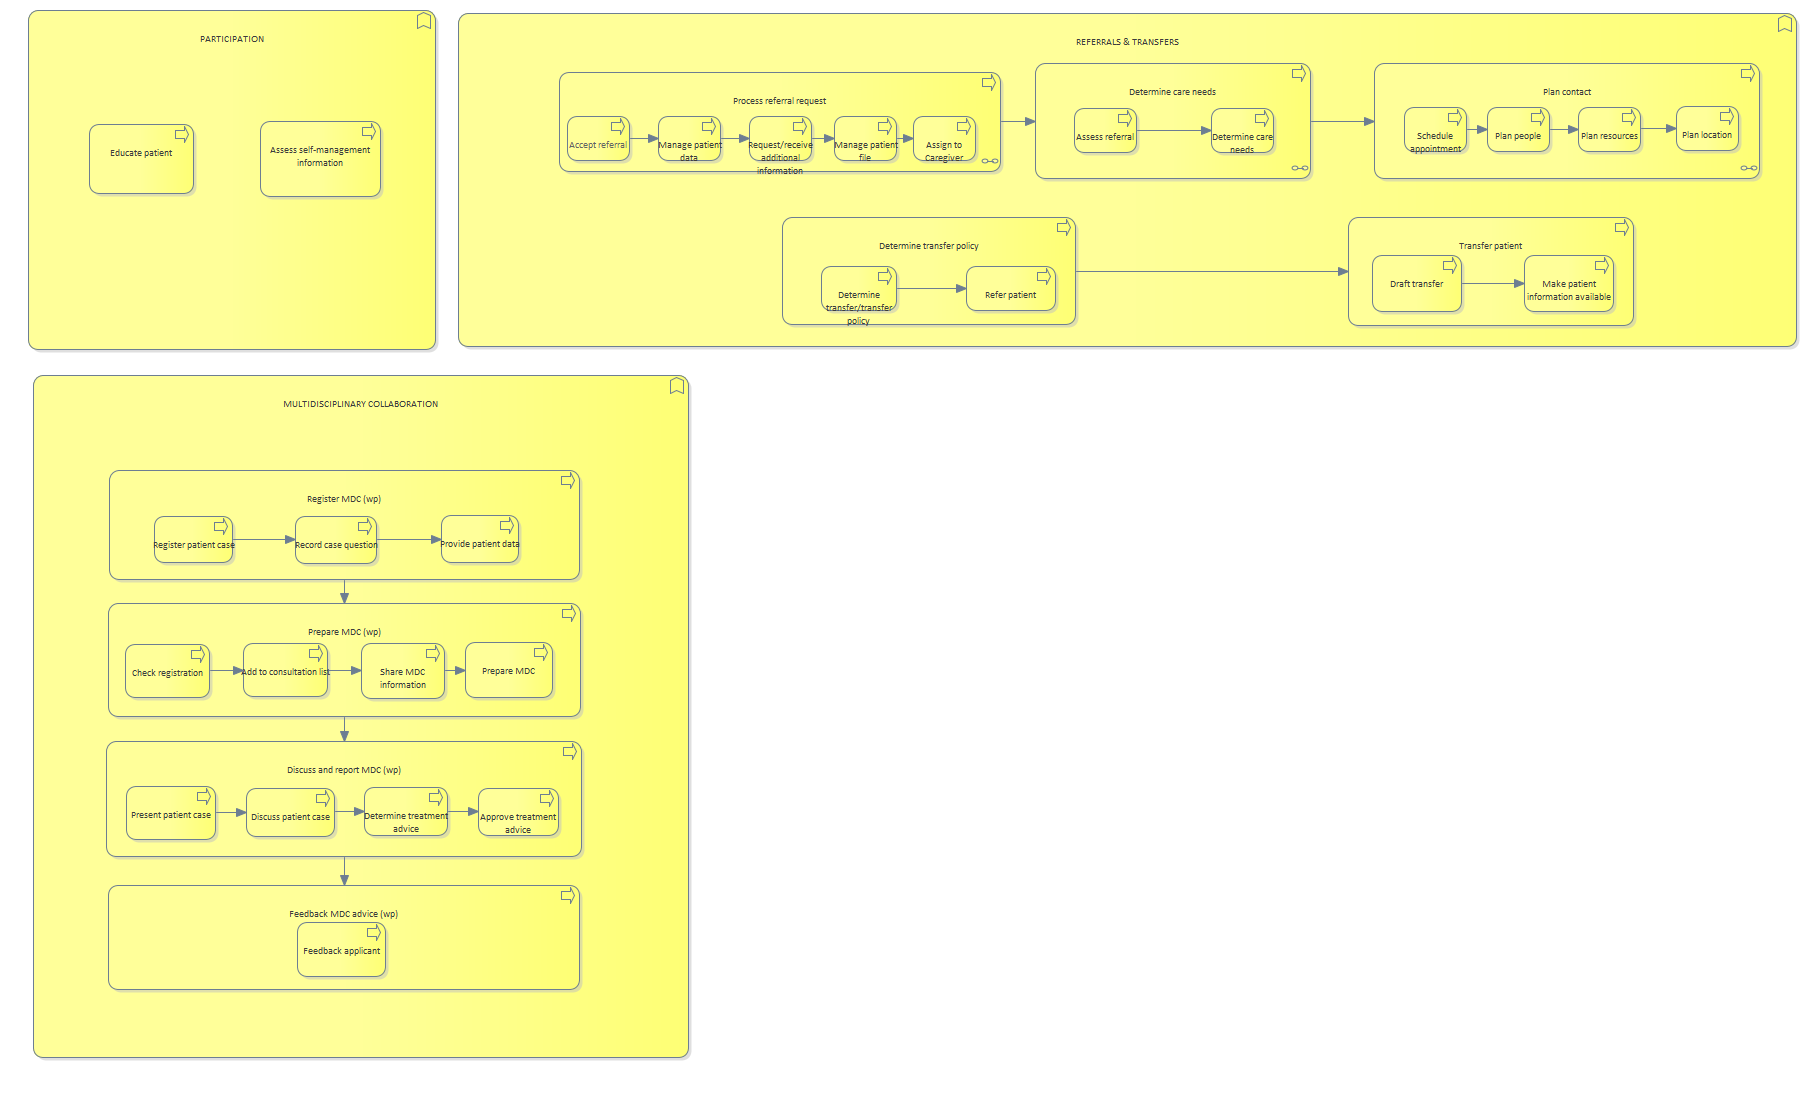 PARTICIPATION
Educate patient
Assess self-management
information
REFERRALS & TRANSFERS
Process referral request
Accept referral
Manage patient
data
Request/receive
additional
information
Manage patient
file
Assign to
Caregiver
Determine care needs
Assess referral
Determine care
needs
Plan contact
Schedule
appointment
Plan people
Plan resources
Plan location
Determine transfer policy
Determine
transfer/transfer
policy
Refer patient
Transfer patient
Draft transfer
Make patient
information available
MULTIDISCIPLINARY COLLABORATION
Register MDC (wp)
Register patient case
Record case question
Provide patient data
Prepare MDC (wp)
Check registration
Add to consultation list
Share MDC
information
Prepare MDC
Discuss and report MDC (wp)
Present patient case
Discuss patient case
Determine treatment
advice
Approve treatment
advice
Feedback MDC advice (wp)
Feedback applicant